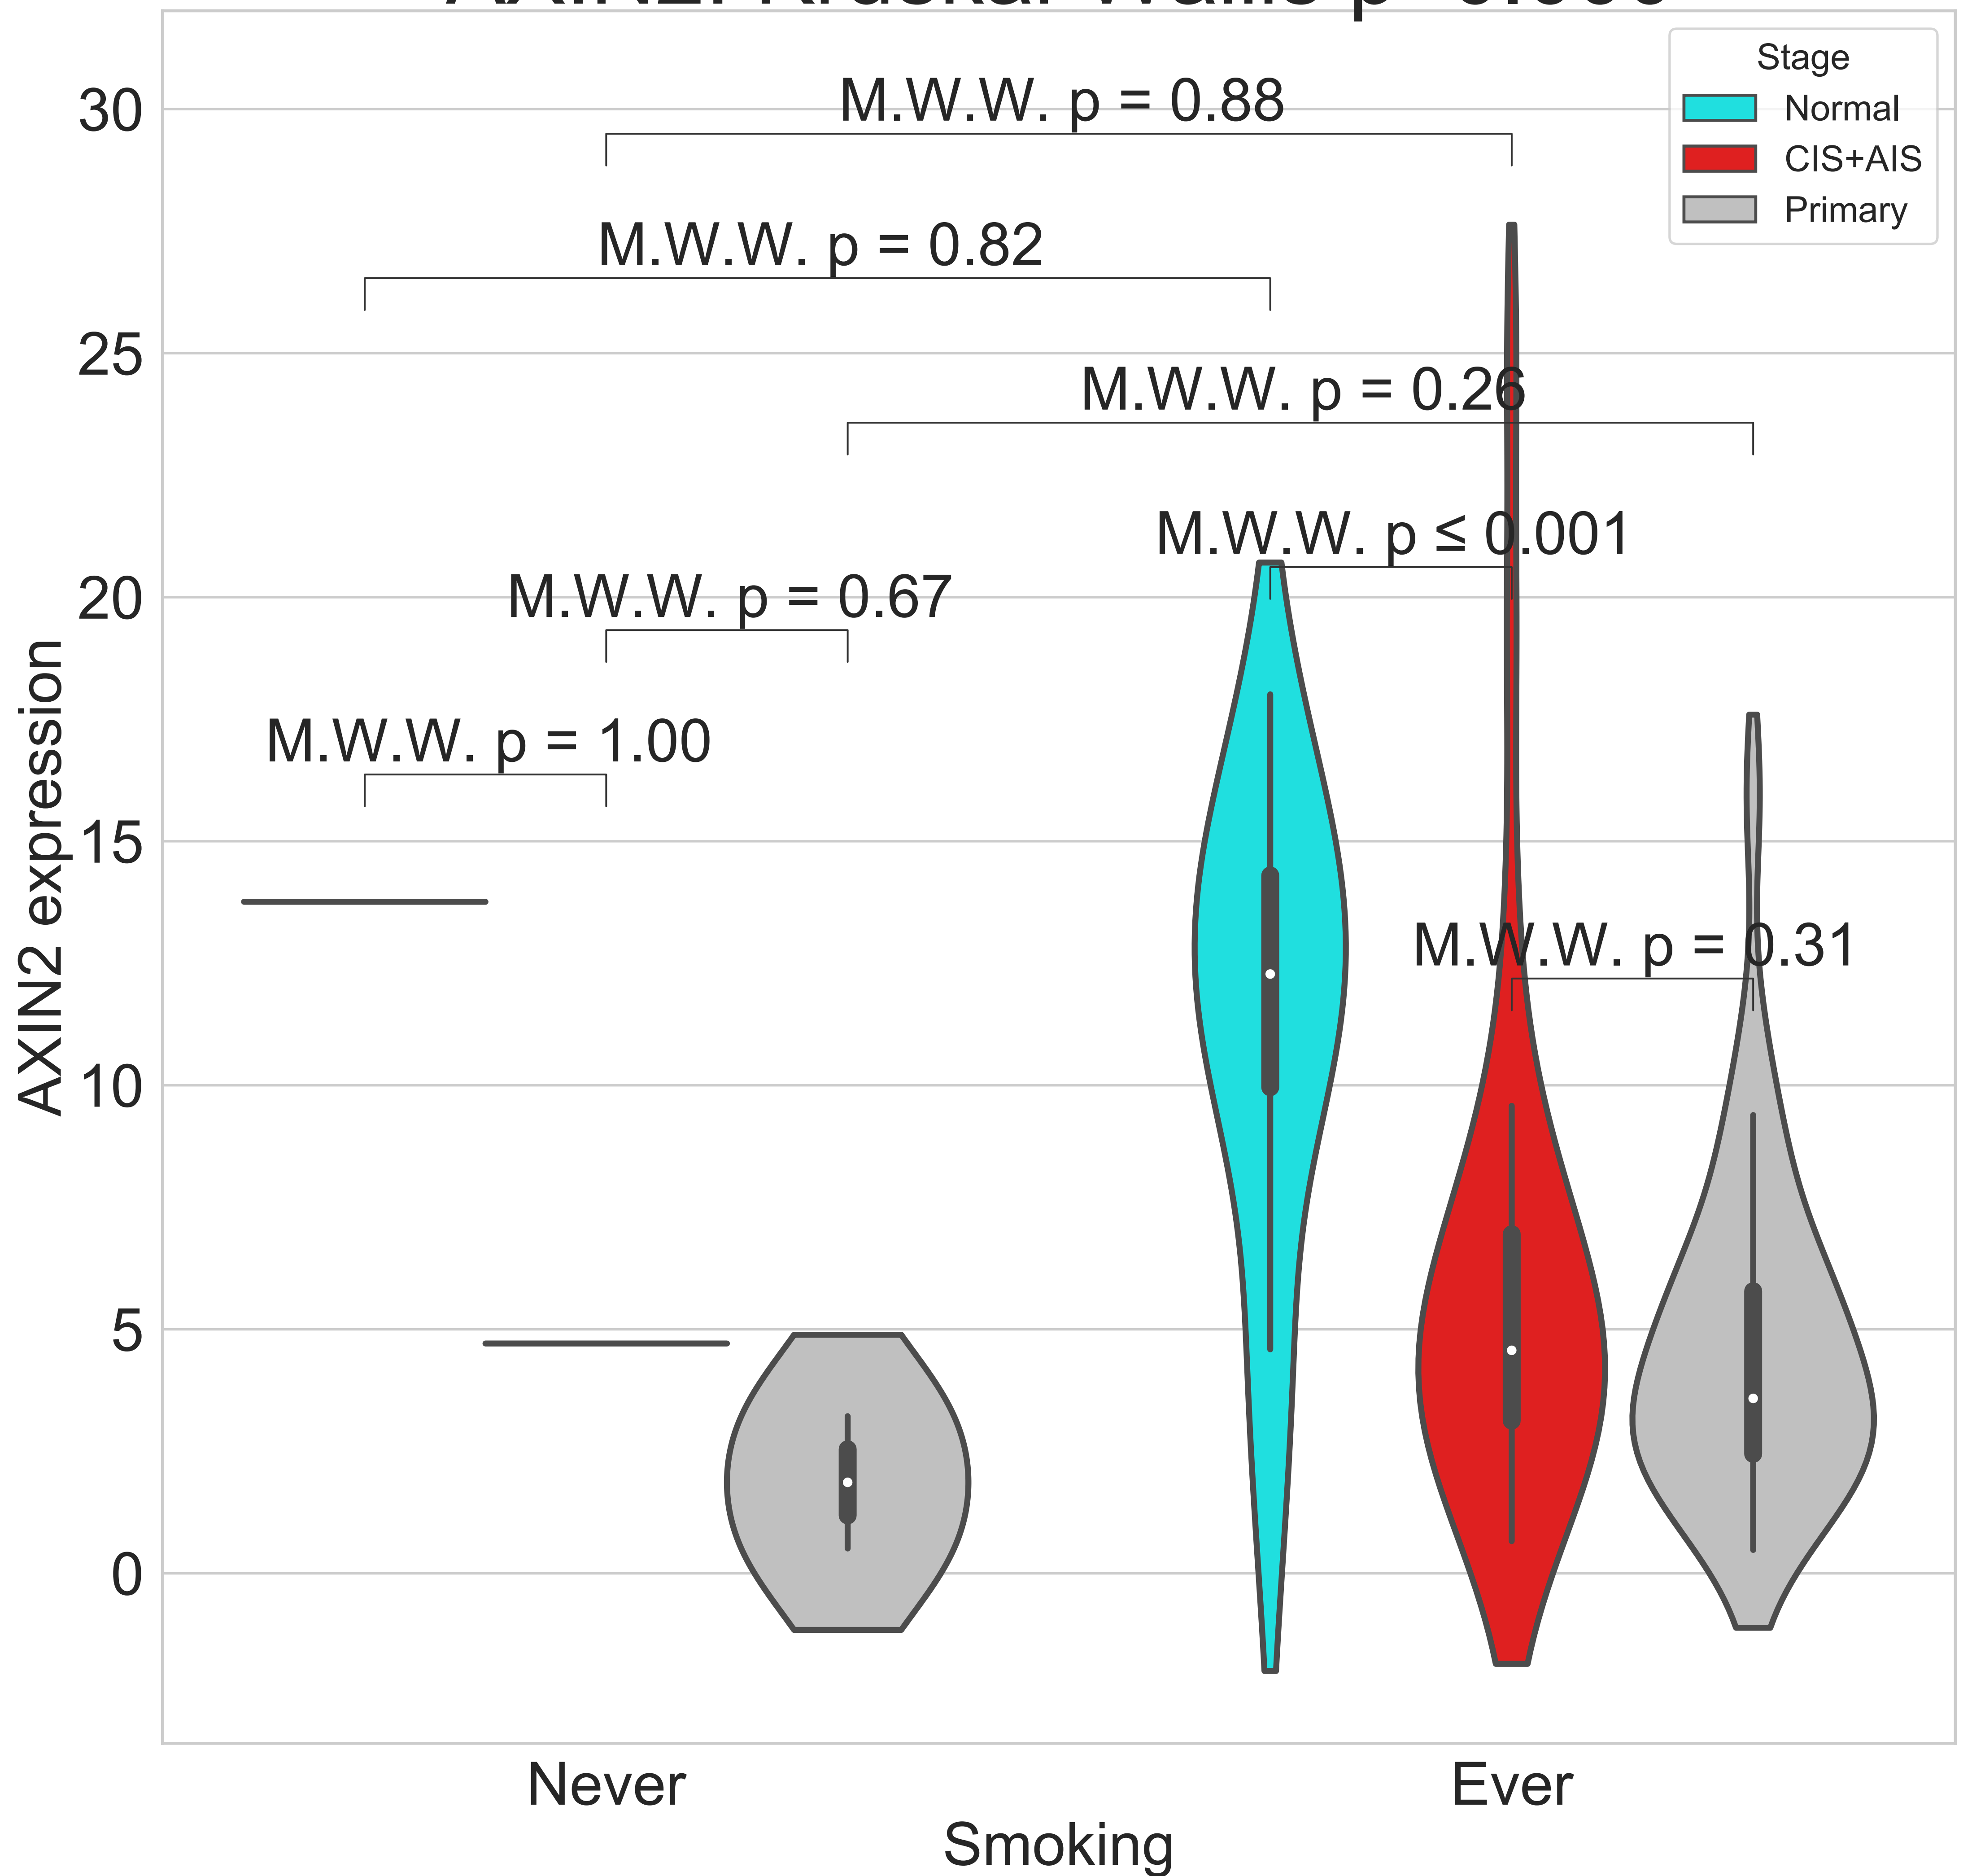 Stage
Normal
CIS+AIS
Primary
M.W.W. p = 0.88
M.W.W. p = 0.82
M.W.W. p = 0.26
M.W.W. p ≤ 0.001
M.W.W. p = 0.67
M.W.W. p = 1.00
M.W.W. p = 0.31
30
25
20
15
10
5
0
AXIN2 expression
Never
Ever
Smoking